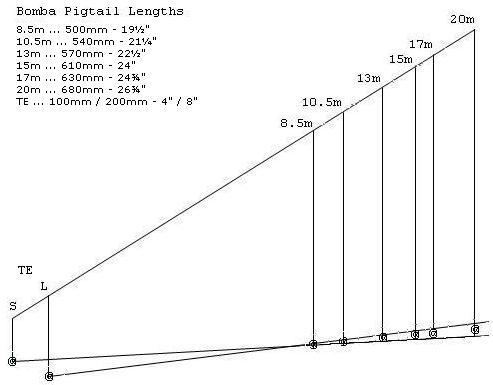 Bomba Pigtail Lengths
8.5m ... 500mm - 19½"
10.5m ... 540mm - 21¼"
13m ... 570mm - 22½"
15m ... 610mm - 24"
17m ... 630mm - 24¾"
20m ... 680mm - 26¾"
TE ... 100mm / 200mm - 4" / 8"
20m
17m
15m
13m
10.5m
8.5m
TE
L
S